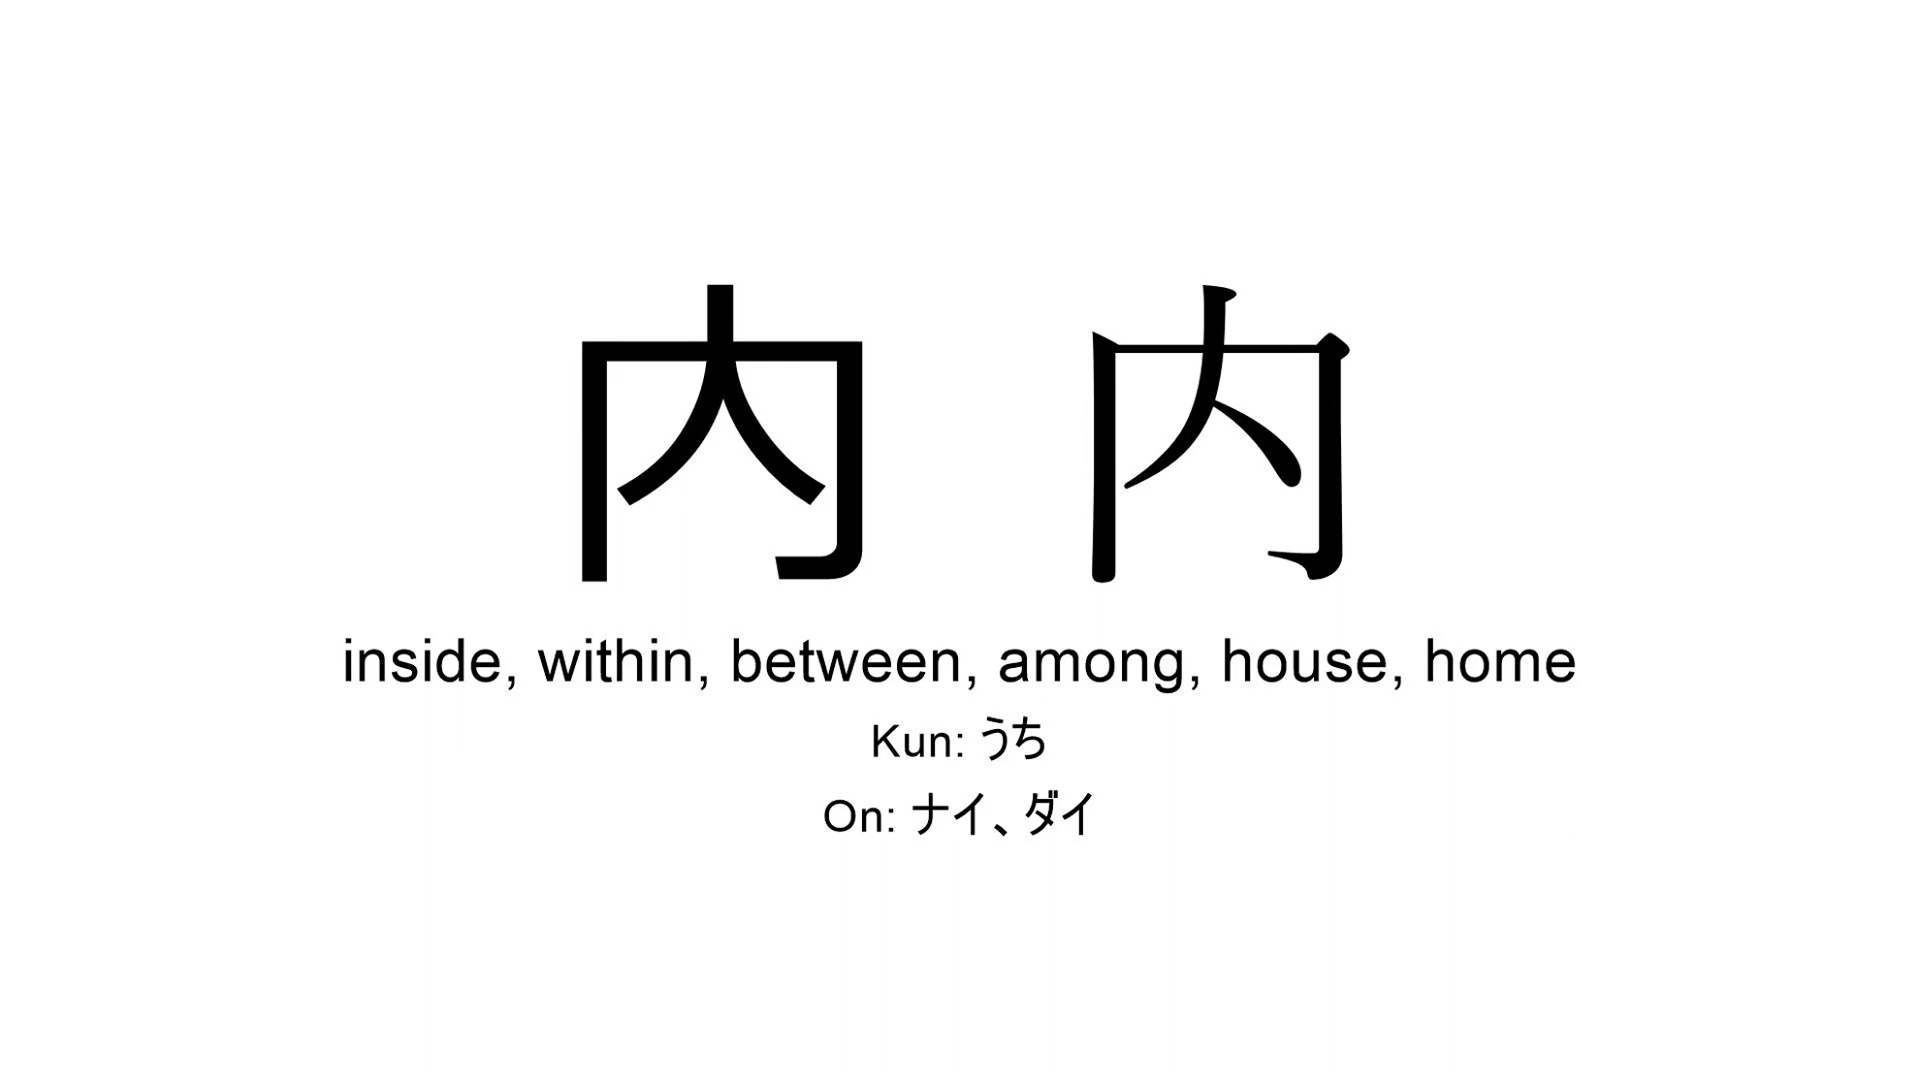 内 内
inside, within, between, among, house, home
Kun: うち
On: ナイ、ダイ